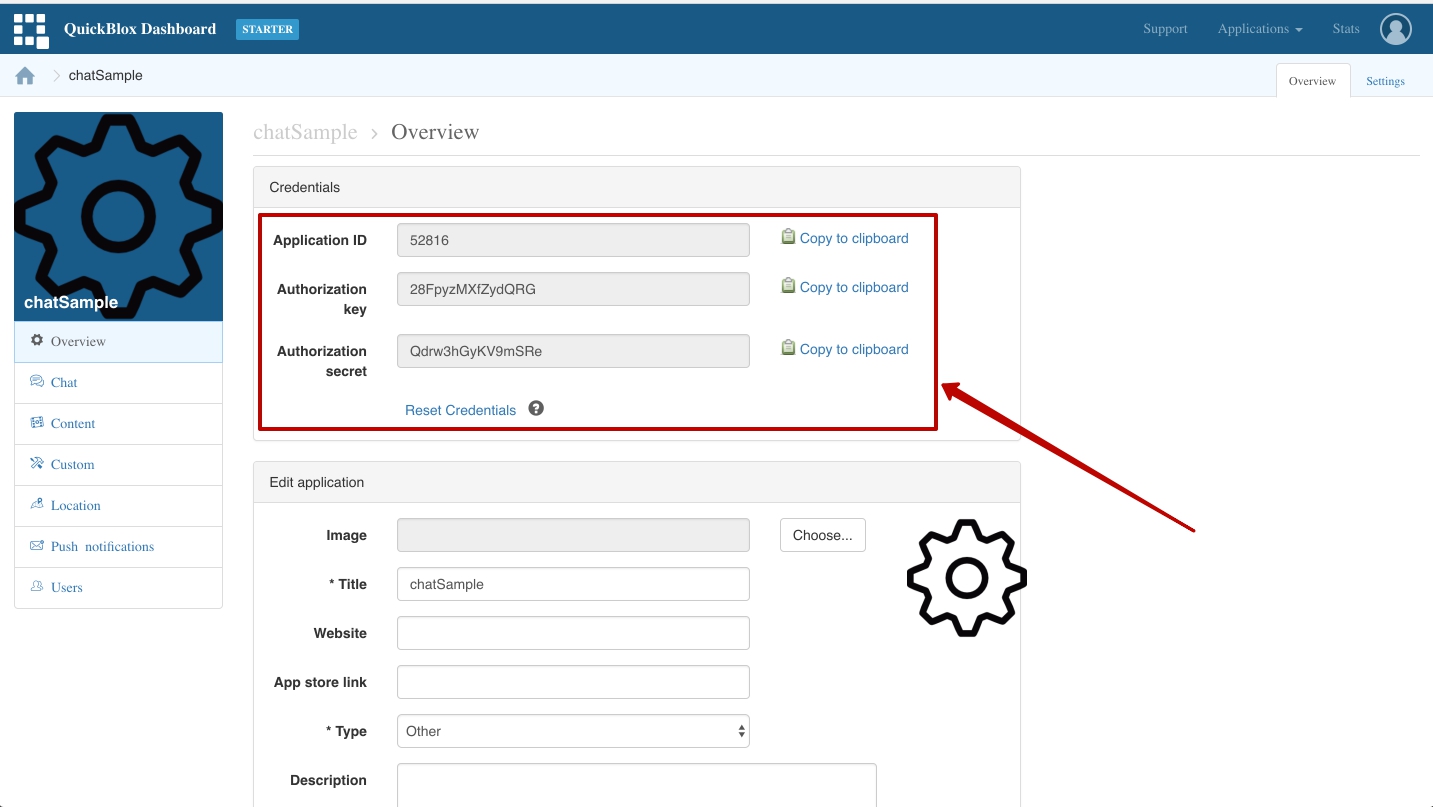 QuickBlox Dashboard STARTER Support Applications Stats
chatSample Overview Settings
chatSample
Overview
Chat
Content
Custom
Location
Push notifications
Users
chatSample > Overview
Credentials
Application ID 52816 Copy to clipboard
Authorization key 28FpyzMXfZydQRG Copy to clipboard
Authorization secret Qdrw3hGyKV9mSRe Copy to clipboard
Reset Credentials ?
Edit application
Image Choose...
* Title chatSample
Website
App store link
* Type Other
Description